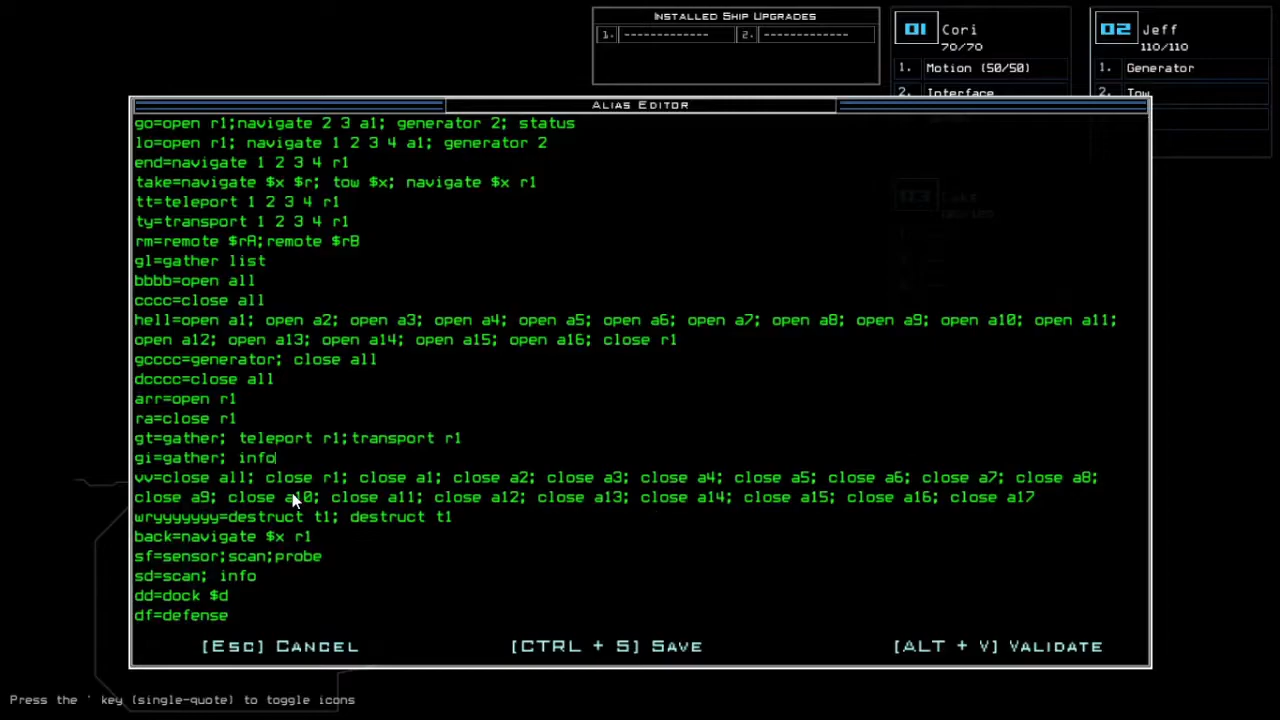 Installed Ship Upgrades
1. ------------- 2. -------------
01 Cori
70/70
1. Motion (50/50)
2. Interface
02 Jeff
110/110
1. Generator
2. Tow
Alias Editor
go=open r1;navigate 2 3 a1; generator 2; status
lo=open r1; navigate 1 2 3 4 a1; generator 2
end=navigate 1 2 3 4 r1
take=navigate $x $r; tow $x; navigate $x r1
tt=teleport 1 2 3 4 r1
ty=transport 1 2 3 4 r1
rm=remote $rA;remote $rB
gl=gather list
bbbb=open all
cccc=close all
hell=open a1; open a2; open a3; open a4; open a5; open a6; open a7; open a8; open a9; open a10; open a11;
open a12; open a13; open a14; open a15; open a16; close r1
gcccc=generator; close all
dcccc=close all
arr=open r1
ra=close r1
gt=gather; teleport r1;transport r1
gi=gather; info
vv=close all; close r1; close a1; close a2; close a3; close a4; close a5; close a6; close a7; close a8;
close a9; close a10; close a11; close a12; close a13; close a14; close a15; close a16; close a17
wryyyyyyy=destruct t1; destruct t1
back=navigate $x r1
sf=sensor;scan;probe
sd=scan; info
dd=dock $d
df=defense
[Esc] Cancel [CTRL + S] Save [ALT + V] Validate
Press the ' key (single-quote) to toggle icons